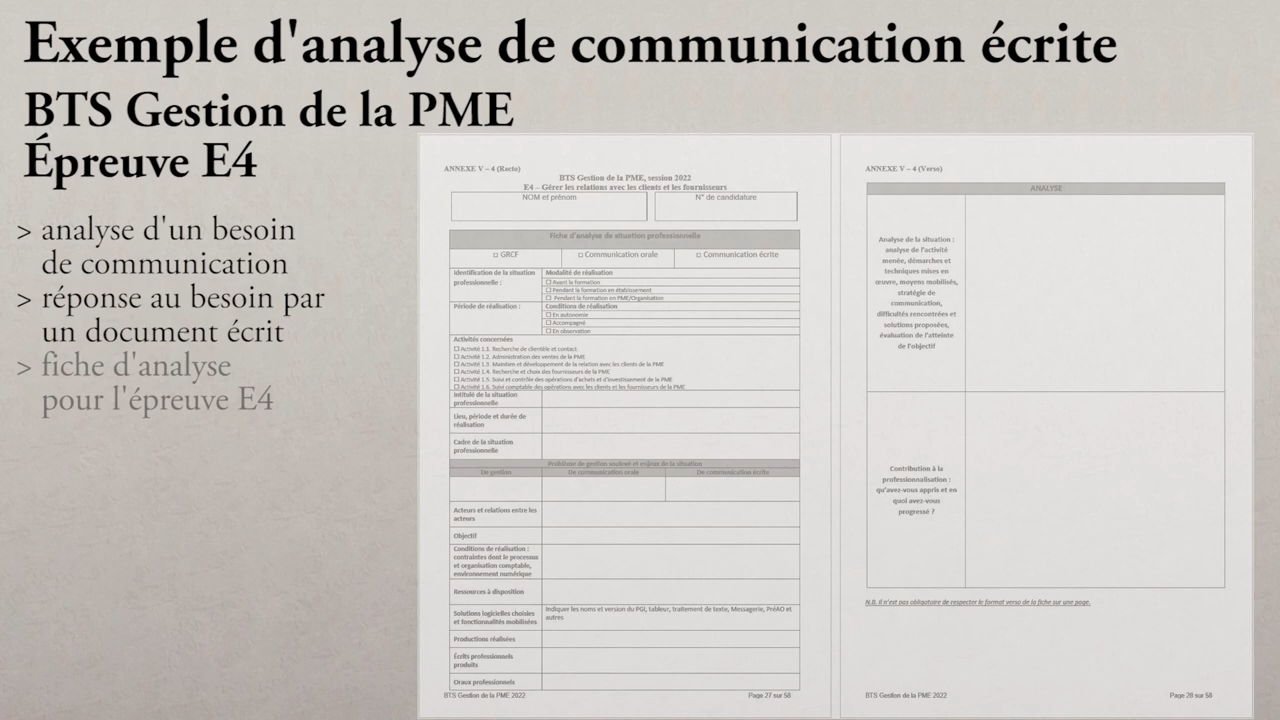 Exemple d'analyse de communication écrite
BTS Gestion de la PME
Épreuve E4
> analyse d'un besoin
de communication
> réponse au besoin par
un document écrit
> fiche d'analyse
pour l'épreuve E4
ANNEXE V – 4 (Recto)
BTS Gestion de la PME, session 2022
E4 – Gérer les relations avec les clients et les fournisseurs
NOM et prénom
N° de candidature
Fiche d'analyse de situation professionnelle
□ GRCF
□ Communication orale
□ Communication écrite
Identification de la situation
professionnelle :
Modalité de réalisation
☐ Avant la formation
☐ Pendant la formation en établissement
☐ Pendant la formation en PME/Organisation
Période de réalisation :
Conditions de réalisation
☐ En autonomie
☐ Accompagné
☐ En observation
Activités concernées
☐ Activité 1.1. Recherche de clientèle et contact
☐ Activité 1.2. Administration des ventes de la PME
☐ Activité 1.3. Maintien et développement de la relation avec les clients de la PME
☐ Activité 1.4. Recherche et choix des fournisseurs de la PME
☐ Activité 1.5. Suivi et contrôle des opérations d'achats et d'investissement de la PME
☐ Activité 1.6. Suivi comptable des opérations avec les clients et les fournisseurs de la PME
Intitulé de la situation
professionnelle
Lieu, période et durée de
réalisation
Cadre de la situation
professionnelle
Problème de gestion soulevé et enjeux de la situation
De gestion
De communication orale
De communication écrite
Acteurs et relations entre les
acteurs
Objectif
Conditions de réalisation :
contraintes dont le processus
et organisation comptable,
environnement numérique
Ressources à disposition
Solutions logicielles choisies
et fonctionnalités mobilisées
Indiquer les noms et version du PGI, tableur, traitement de texte, Messagerie, PréAO et
autres
Productions réalisées
Écrits professionnels
produits
Oraux professionnels
BTS Gestion de la PME 2022
Page 27 sur 58
ANNEXE V – 4 (Verso)
ANALYSE
Analyse de la situation :
analyse de l'activité
menée, démarches et
techniques mises en
œuvre, moyens mobilisés,
stratégie de
communication,
difficultés rencontrées et
solutions proposées,
évaluation de l'atteinte
de l'objectif
Contribution à la
professionnalisation :
qu'avez-vous appris et en
quoi avez-vous
progressé ?
N.B. Il n'est pas obligatoire de respecter le format verso de la fiche sur une page.
BTS Gestion de la PME 2022
Page 28 sur 58